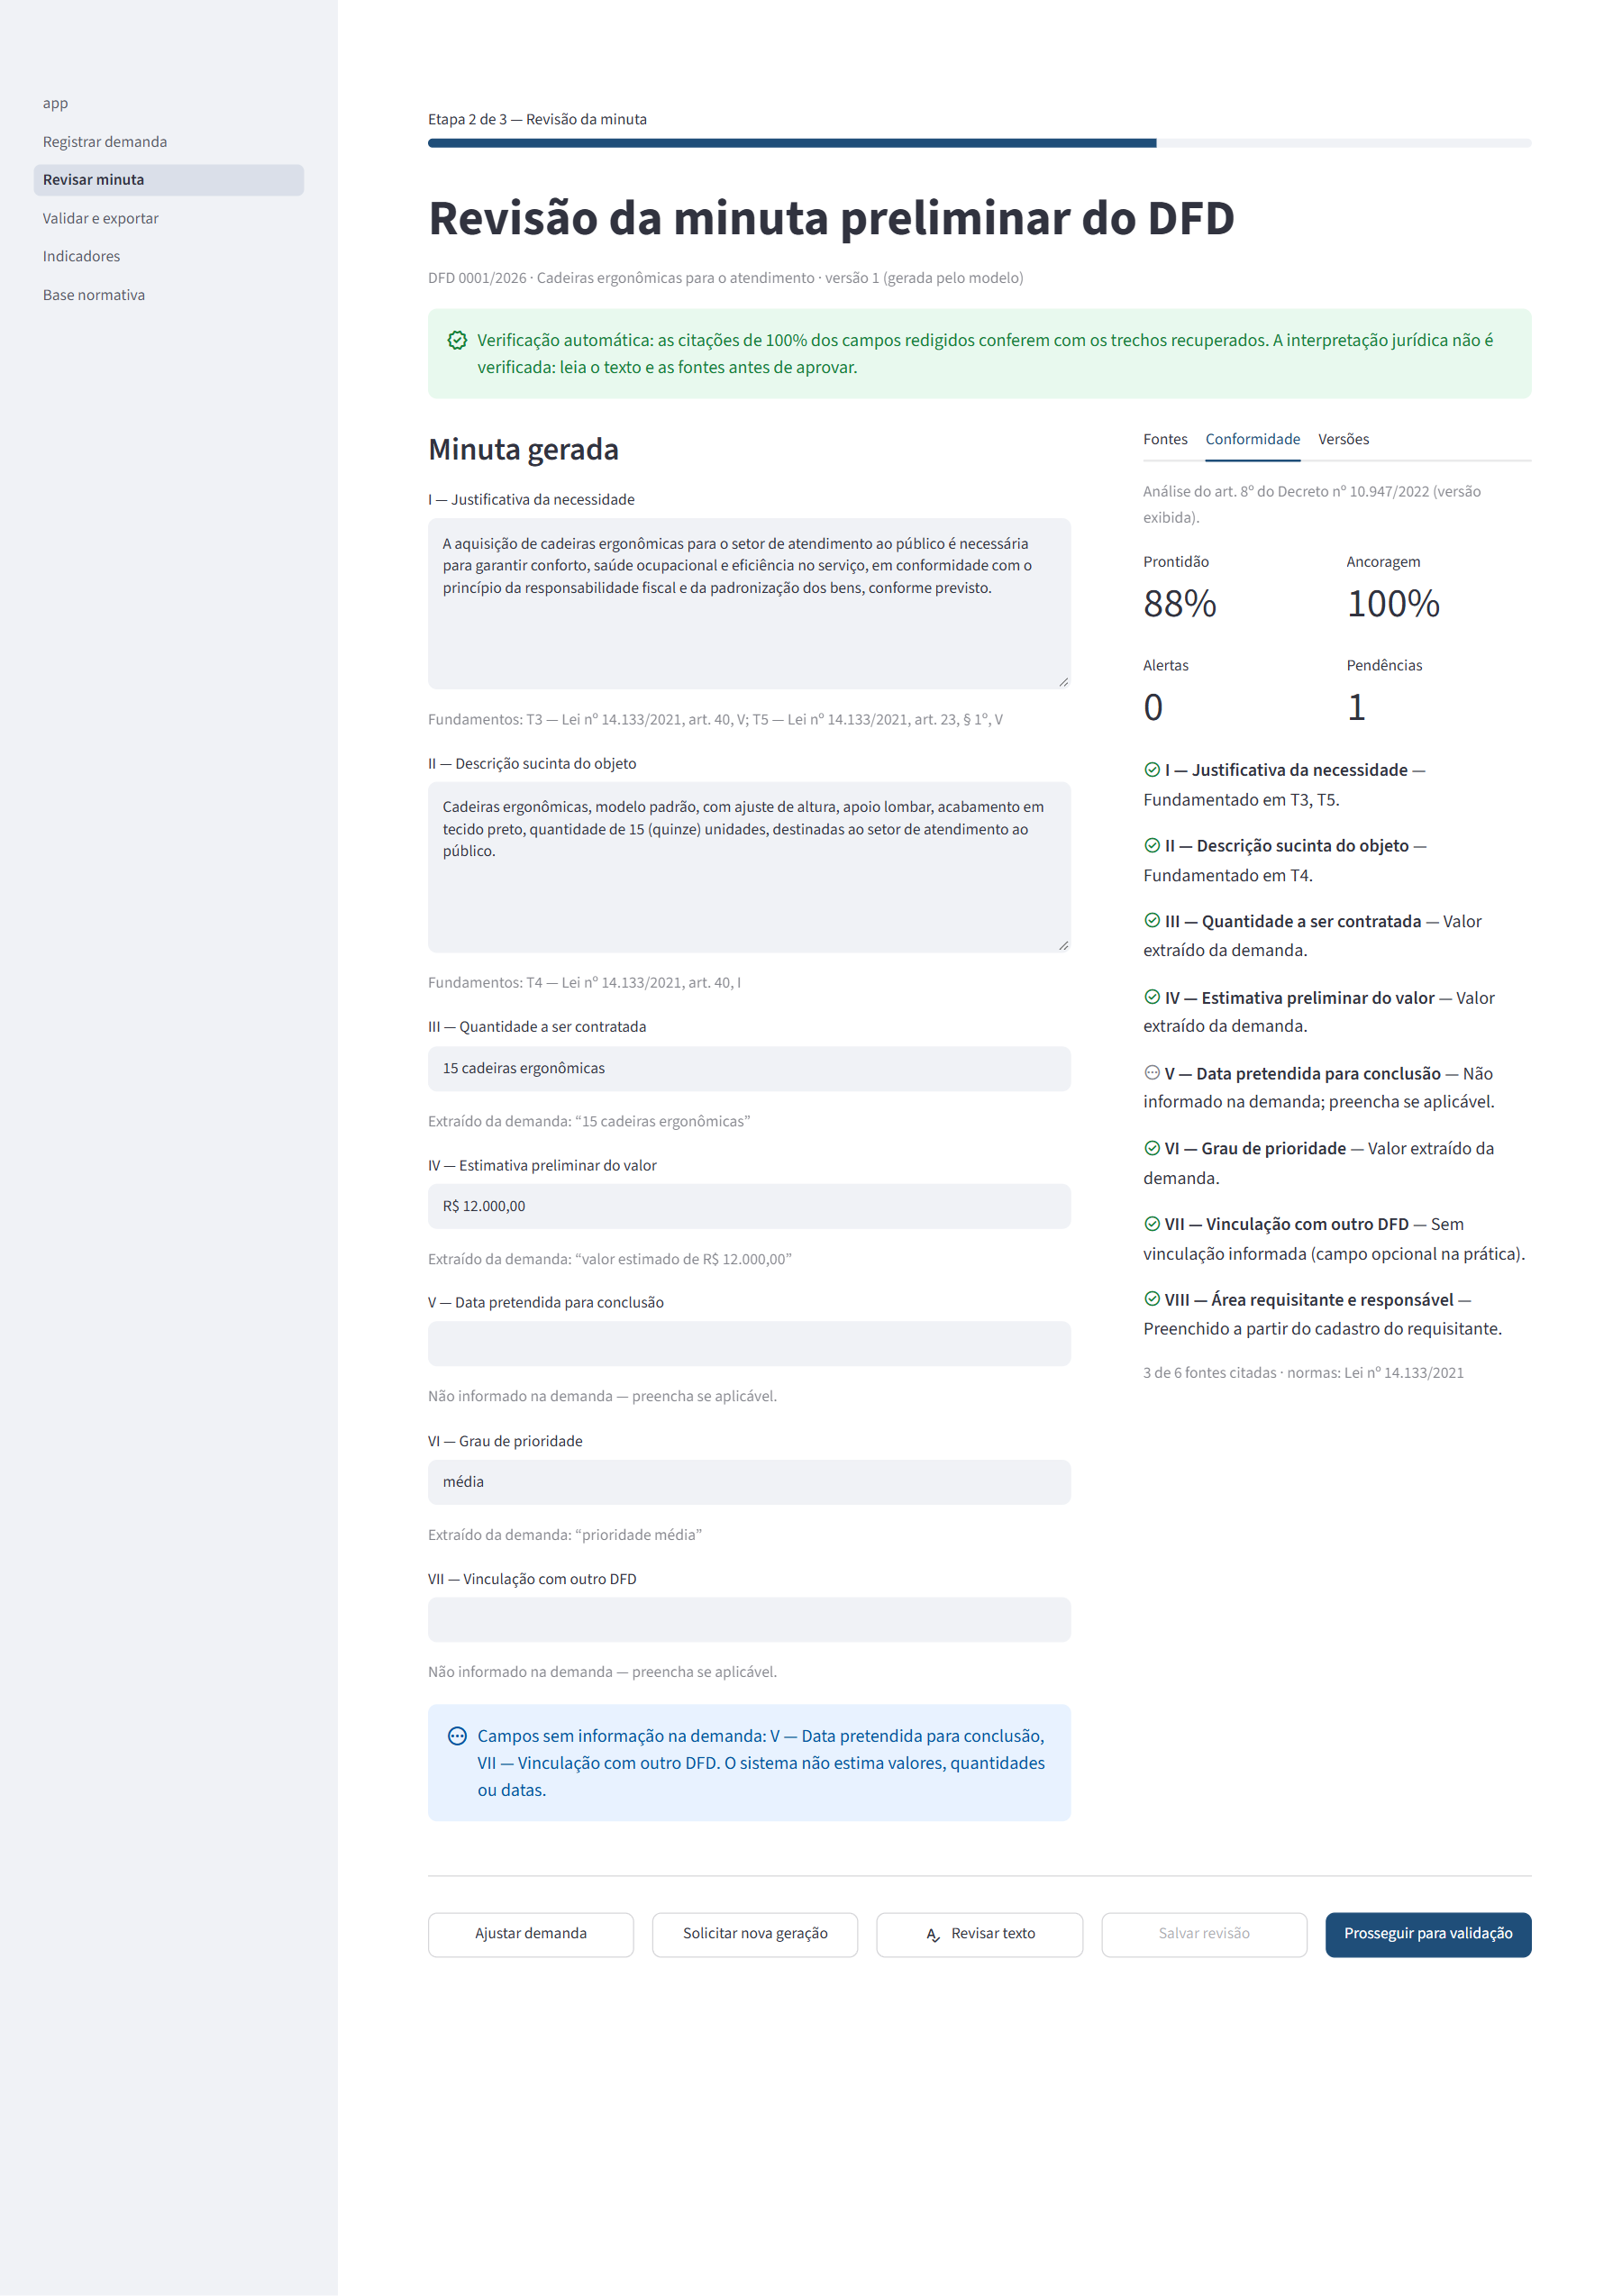 app
Registrar demanda
Revisar minuta
Validar e exportar
Indicadores
Base normativa
Etapa 2 de 3 — Revisão da minuta
Revisão da minuta preliminar do DFD
DFD 0001/2026 · Cadeiras ergonômicas para o atendimento · versão 1 (gerada pelo modelo)
Verificação automática: as citações de 100% dos campos redigidos conferem com os trechos recuperados. A interpretação jurídica não é
verificada: leia o texto e as fontes antes de aprovar.
Minuta gerada
I — Justificativa da necessidade
A aquisição de cadeiras ergonômicas para o setor de atendimento ao público é necessária
para garantir conforto, saúde ocupacional e eficiência no serviço, em conformidade com o
princípio da responsabilidade fiscal e da padronização dos bens, conforme previsto.
Fundamentos: T3 — Lei nº 14.133/2021, art. 40, V; T5 — Lei nº 14.133/2021, art. 23, § 1º, V
II — Descrição sucinta do objeto
Cadeiras ergonômicas, modelo padrão, com ajuste de altura, apoio lombar, acabamento em
tecido preto, quantidade de 15 (quinze) unidades, destinadas ao setor de atendimento ao
público.
Fundamentos: T4 — Lei nº 14.133/2021, art. 40, I
III — Quantidade a ser contratada
15 cadeiras ergonômicas
Extraído da demanda: “15 cadeiras ergonômicas”
IV — Estimativa preliminar do valor
R$ 12.000,00
Extraído da demanda: “valor estimado de R$ 12.000,00”
V — Data pretendida para conclusão
Não informado na demanda — preencha se aplicável.
VI — Grau de prioridade
média
Extraído da demanda: “prioridade média”
VII — Vinculação com outro DFD
Não informado na demanda — preencha se aplicável.
Campos sem informação na demanda: V — Data pretendida para conclusão,
VII — Vinculação com outro DFD. O sistema não estima valores, quantidades
ou datas.
Fontes Conformidade Versões
Análise do art. 8º do Decreto nº 10.947/2022 (versão
exibida).
Prontidão Ancoragem
88% 100%
Alertas Pendências
0 1
I — Justificativa da necessidade —
Fundamentado em T3, T5.
II — Descrição sucinta do objeto —
Fundamentado em T4.
III — Quantidade a ser contratada — Valor
extraído da demanda.
IV — Estimativa preliminar do valor — Valor
extraído da demanda.
V — Data pretendida para conclusão — Não
informado na demanda; preencha se aplicável.
VI — Grau de prioridade — Valor extraído da
demanda.
VII — Vinculação com outro DFD — Sem
vinculação informada (campo opcional na prática).
VIII — Área requisitante e responsável —
Preenchido a partir do cadastro do requisitante.
3 de 6 fontes citadas · normas: Lei nº 14.133/2021
Ajustar demanda
Solicitar nova geração
Revisar texto
Salvar revisão
Prosseguir para validação